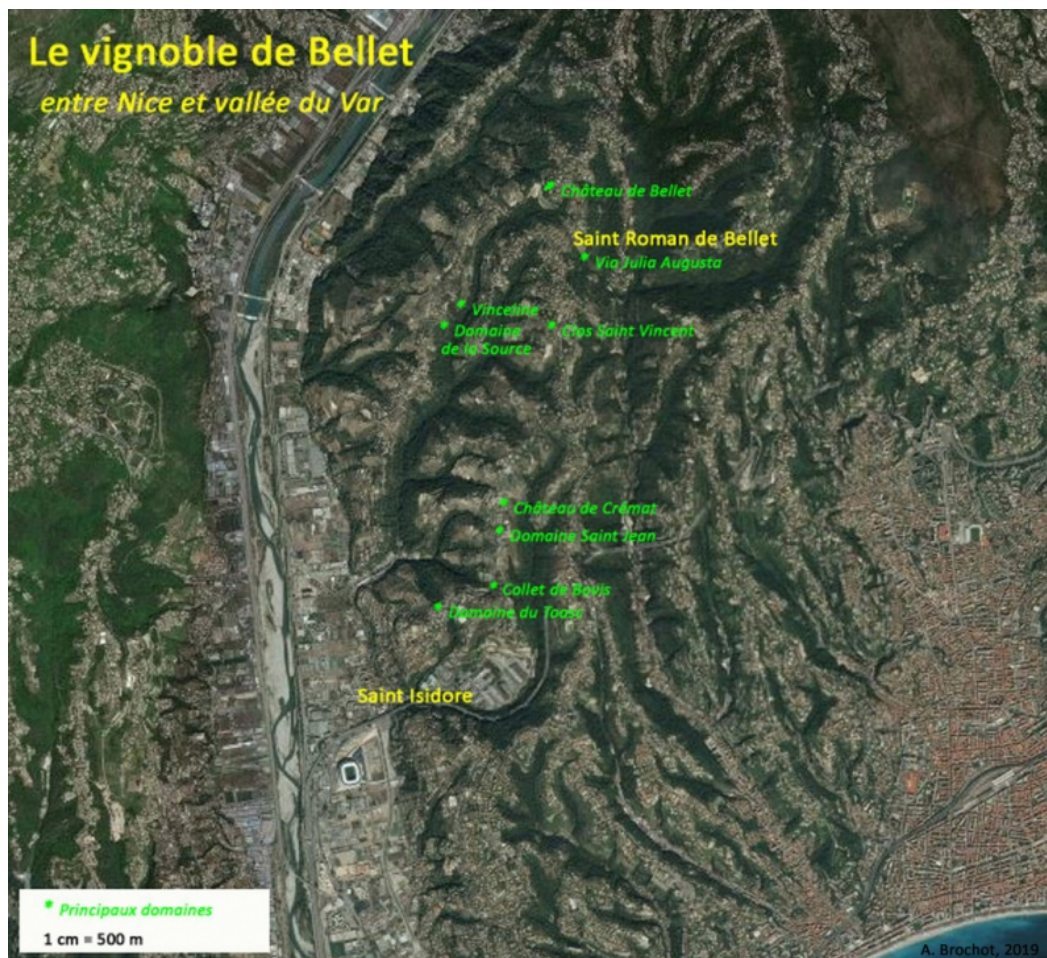 Le vignoble de Bellet
entre Nice et vallée du Var
Château de Bellet
Saint Roman de Bellet
Via Julia Augusta
Vinceline
Domaine
de la Source
Clos Saint Vincent
Château de Crémat
Domaine Saint Jean
Collet de Bovis
Domaine du Toasc
Saint Isidore
Principaux domaines
1 cm = 500 m
A. Brochot, 2019